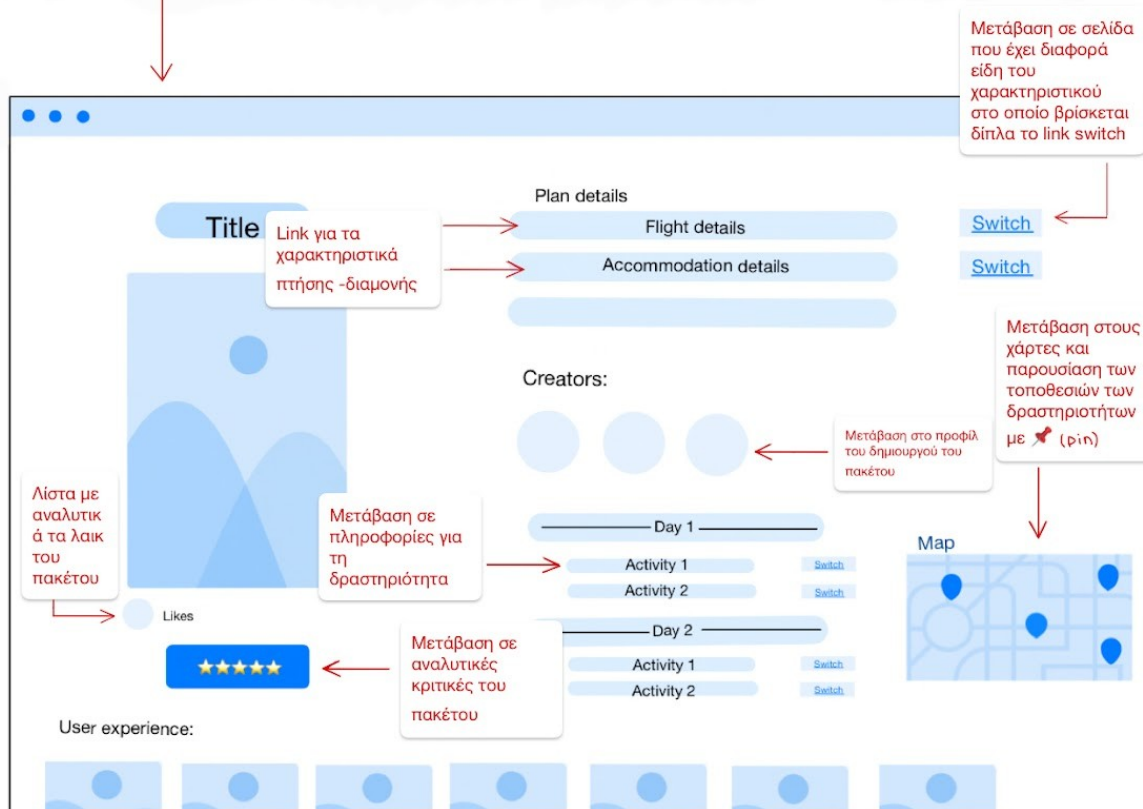 Μετάβαση σε σελίδα
που έχει διαφορά
είδη του
χαρακτηριστικού
στο οποίο βρίσκεται
δίπλα το link switch
Title
Link για τα
χαρακτηριστικά
πτήσης -διαμονής
Plan details
Flight details
Switch
Accommodation details
Switch
Creators:
Μετάβαση στο προφίλ
του δημιουργού του
πακέτου
Μετάβαση στους
χάρτες και
παρουσίαση των
τοποθεσιών των
δραστηριοτήτων
με 📌 (pin)
Λίστα με
αναλυτικ
ά τα λαικ
του
πακέτου
Likes
Μετάβαση σε
πληροφορίες για
τη
δραστηριότητα
Day 1
Activity 1 Switch
Activity 2 Switch
Day 2
Activity 1 Switch
Activity 2 Switch
Map
Μετάβαση σε
αναλυτικές
κριτικές του
πακέτου
User experience: